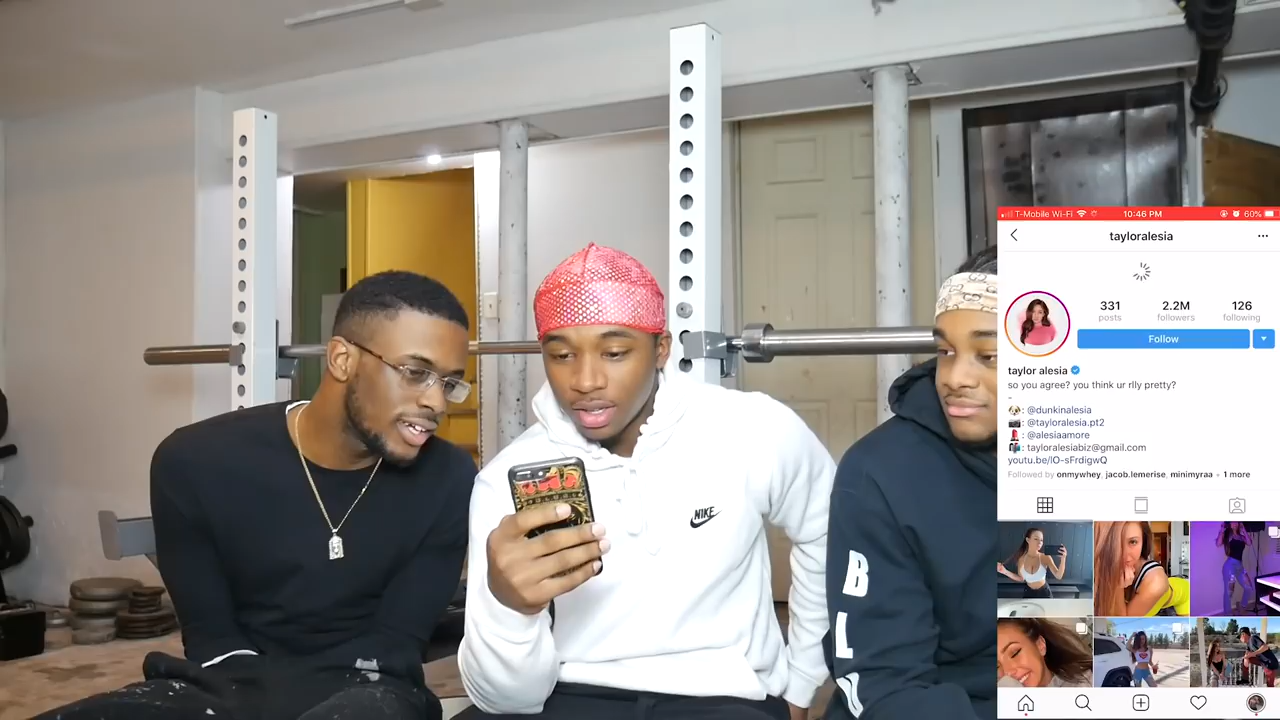 T-Mobile Wi-Fi 10:46 PM 60%
tayloralesia
331 2.2M 126
posts followers following
Follow
taylor alesia
so you agree? you think ur rlly pretty?
-
: @dunkinalesia
: @tayloralesia.pt2
: @alesiaamore
: tayloralesiabiz@gmail.com
youtu.be/lO-sFrdigwQ
Followed by onmywhey, jacob.lemerise, minimyraa + 1 more
NIKE
BL